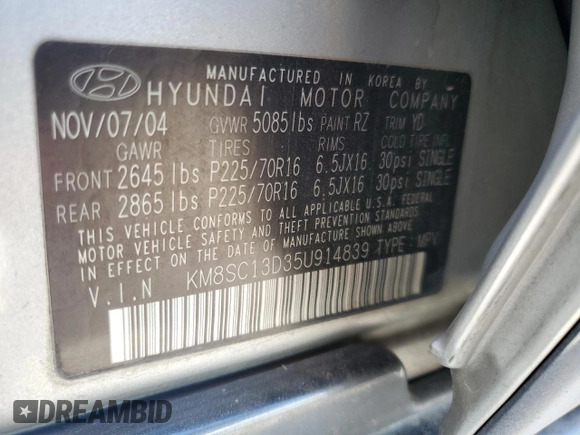 MANUFACTURED IN KOREA BY
HYUNDAI MOTOR COMPANY
NOV/07/04 GVWR 5085lbs PAINT RZ TRIM YD
GAWR TIRES RIMS COLD TIRE INFL.
FRONT 2645lbs P225/70R16 6.5JX16 30psi SINGLE
REAR 2865lbs P225/70R16 6.5JX16 30psi SINGLE
THIS VEHICLE CONFORMS TO ALL APPLICABLE U.S.A. FEDERAL
MOTOR VEHICLE SAFETY AND THEFT PREVENTION STANDARDS
IN EFFECT ON THE DATE OF MANUFACTURE SHOWN ABOVE.
V.I.N KM8SC13D35U914839 TYPE: MPV
DREAMBID